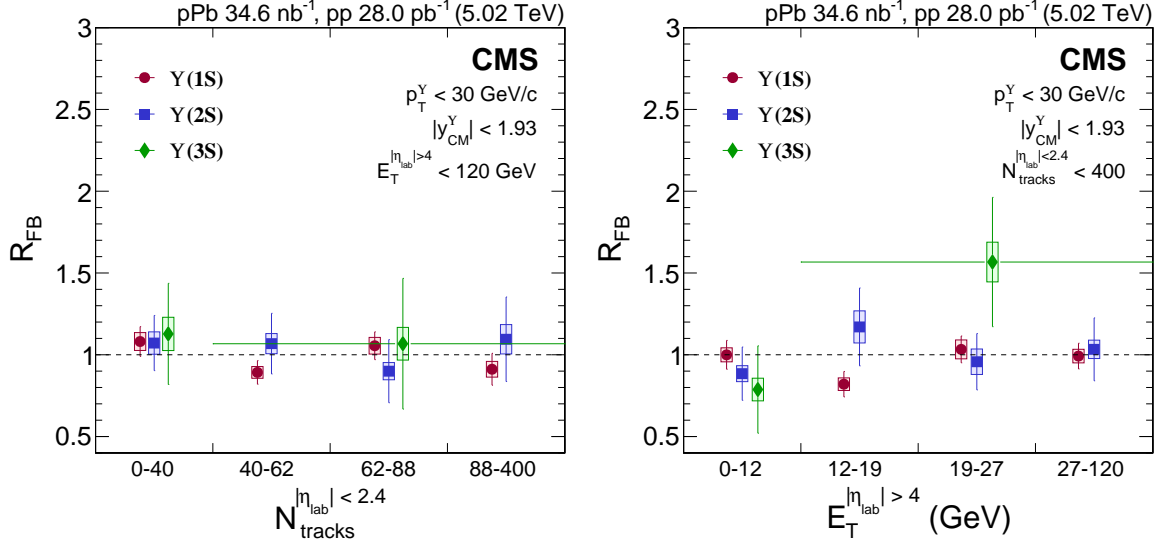 pPb 34.6 nb⁻¹, pp 28.0 pb⁻¹ (5.02 TeV)
3
2.5
2
1.5
1
0.5
R_FB
CMS
ϒ(1S)
ϒ(2S)
ϒ(3S)
p_T^ϒ < 30 GeV/c
|y_CM^ϒ| < 1.93
E_T^|η_lab|>4 < 120 GeV
0-40 40-62 62-88 88-400
N_tracks^|η_lab| < 2.4
pPb 34.6 nb⁻¹, pp 28.0 pb⁻¹ (5.02 TeV)
3
2.5
2
1.5
1
0.5
R_FB
CMS
ϒ(1S)
ϒ(2S)
ϒ(3S)
p_T^ϒ < 30 GeV/c
|y_CM^ϒ| < 1.93
N_tracks^|η_lab|<2.4 < 400
0-12 12-19 19-27 27-120
E_T^|η_lab| > 4 (GeV)